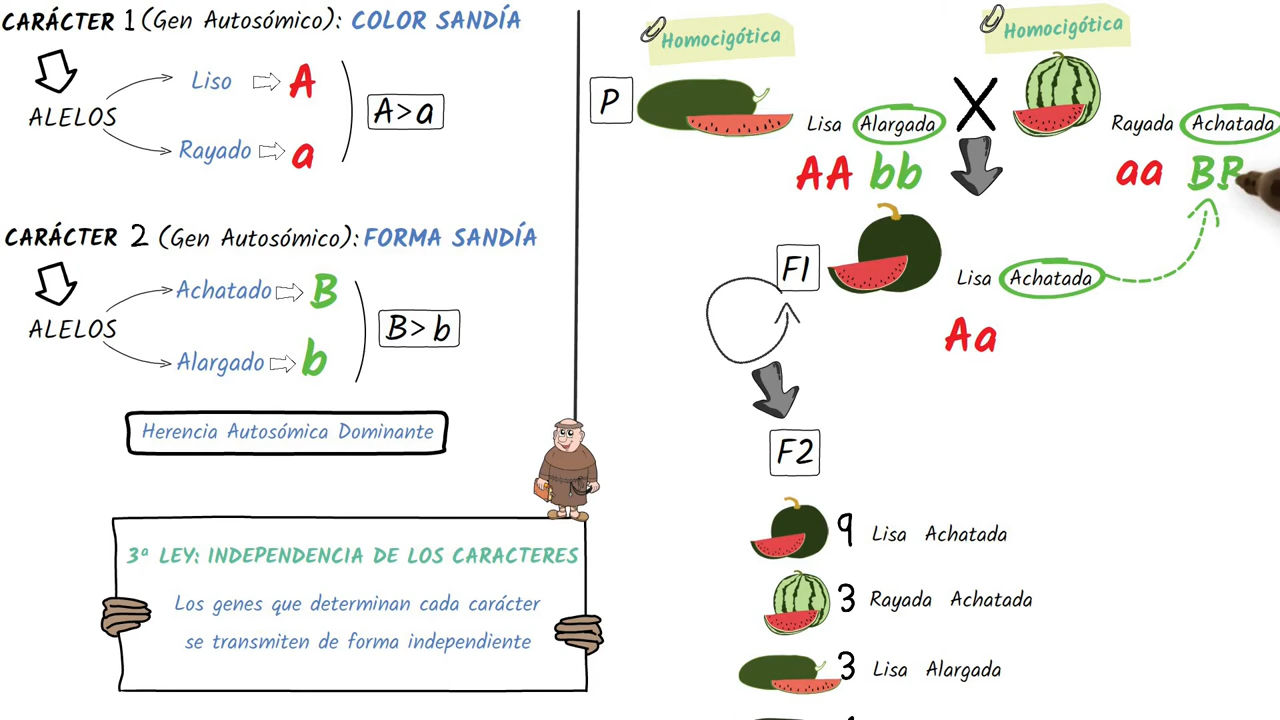 CARÁCTER 1 (Gen Autosómico): COLOR SANDÍA
ALELOS
Liso A
Rayado a
A>a
CARÁCTER 2 (Gen Autosómico): FORMA SANDÍA
ALELOS
Achatado B
Alargado b
B>b
Herencia Autosómica Dominante
3ª LEY: INDEPENDENCIA DE LOS CARACTERES
Los genes que determinan cada carácter
se transmiten de forma independiente
Homocigótica
Homocigótica
P
X
Lisa Alargada
Rayada Achatada
AA bb
aa BB
F1
Lisa Achatada
Aa
F2
9 Lisa Achatada
3 Rayada Achatada
3 Lisa Alargada